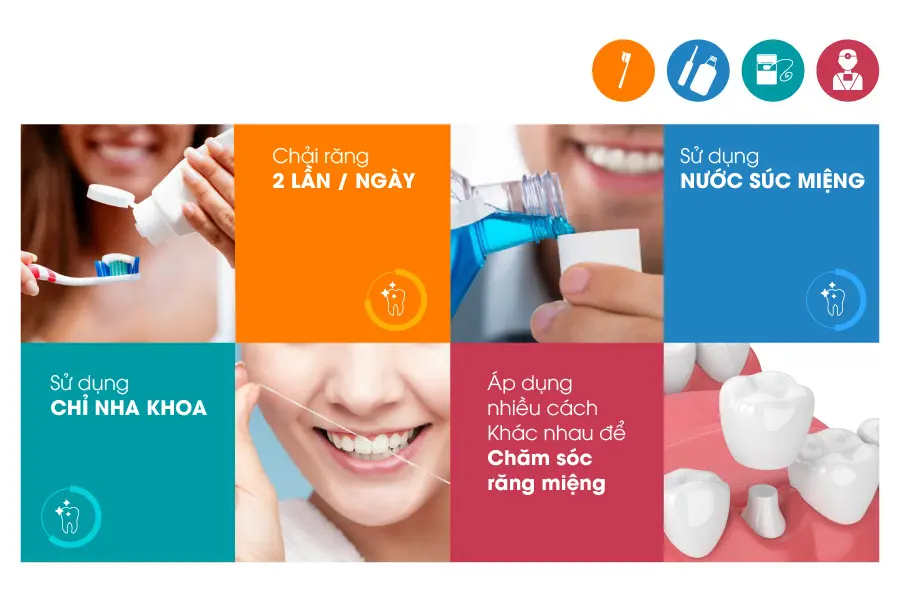 Chải răng
2 LẦN / NGÀY
Sử dụng
NƯỚC SÚC MIỆNG
Sử dụng
CHỈ NHA KHOA
Áp dụng
nhiều cách
Khác nhau để
Chăm sóc
răng miệng